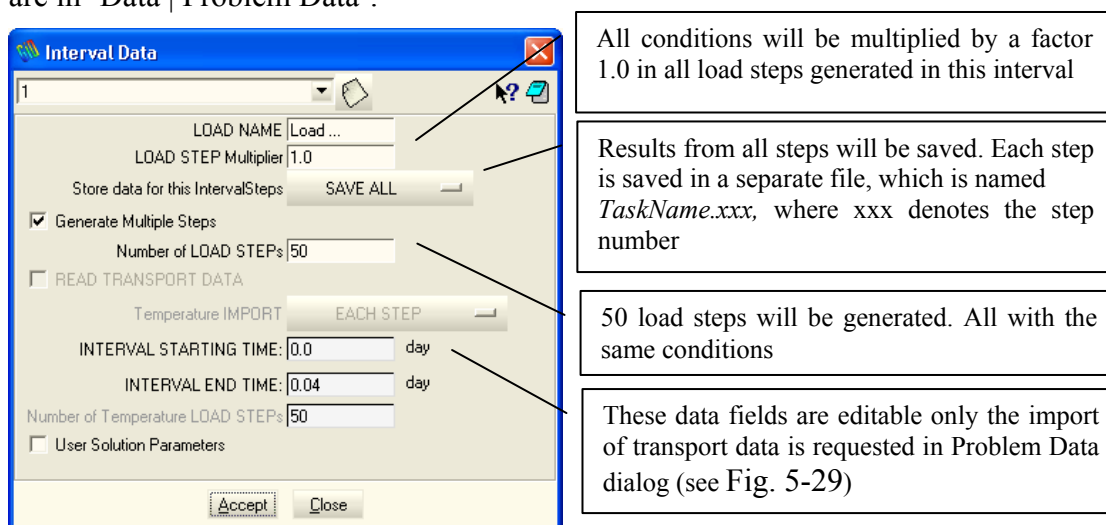 are in "Data | Problem Data".
Interval Data
1
LOAD NAME Load ...
LOAD STEP Multiplier 1.0
Store data for this IntervalSteps SAVE ALL
Generate Multiple Steps
Number of LOAD STEPs 50
READ TRANSPORT DATA
Temperature IMPORT EACH STEP
INTERVAL STARTING TIME: 0.0 day
INTERVAL END TIME: 0.04 day
Number of Temperature LOAD STEPs 50
User Solution Parameters
Accept Close
All conditions will be multiplied by a factor
1.0 in all load steps generated in this interval
Results from all steps will be saved. Each step
is saved in a separate file, which is named
TaskName.xxx, where xxx denotes the step
number
50 load steps will be generated. All with the
same conditions
These data fields are editable only the import
of transport data is requested in Problem Data
dialog (see Fig. 5-29)